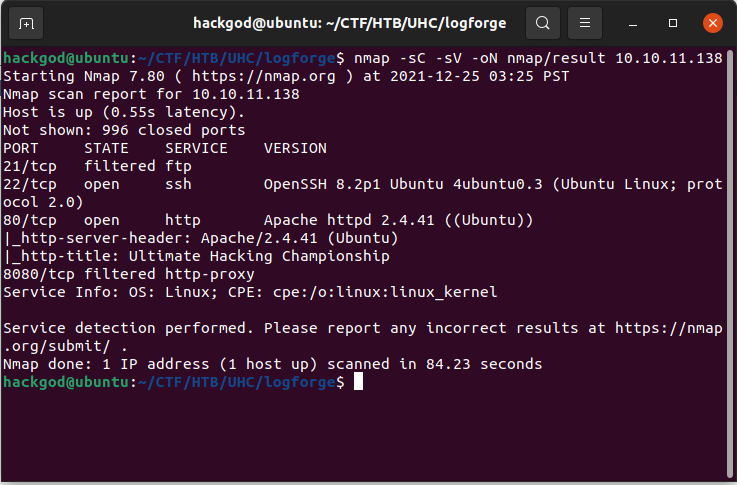 hackgod@ubuntu: ~/CTF/HTB/UHC/logforge
hackgod@ubuntu:~/CTF/HTB/UHC/logforge$ nmap -sC -sV -oN nmap/result 10.10.11.138
Starting Nmap 7.80 ( https://nmap.org ) at 2021-12-25 03:25 PST
Nmap scan report for 10.10.11.138
Host is up (0.55s latency).
Not shown: 996 closed ports
PORT     STATE    SERVICE    VERSION
21/tcp   filtered ftp
22/tcp   open     ssh        OpenSSH 8.2p1 Ubuntu 4ubuntu0.3 (Ubuntu Linux; prot
ocol 2.0)
80/tcp   open     http       Apache httpd 2.4.41 ((Ubuntu))
|_http-server-header: Apache/2.4.41 (Ubuntu)
|_http-title: Ultimate Hacking Championship
8080/tcp filtered http-proxy
Service Info: OS: Linux; CPE: cpe:/o:linux:linux_kernel

Service detection performed. Please report any incorrect results at https://nmap
.org/submit/ .
Nmap done: 1 IP address (1 host up) scanned in 84.23 seconds
hackgod@ubuntu:~/CTF/HTB/UHC/logforge$